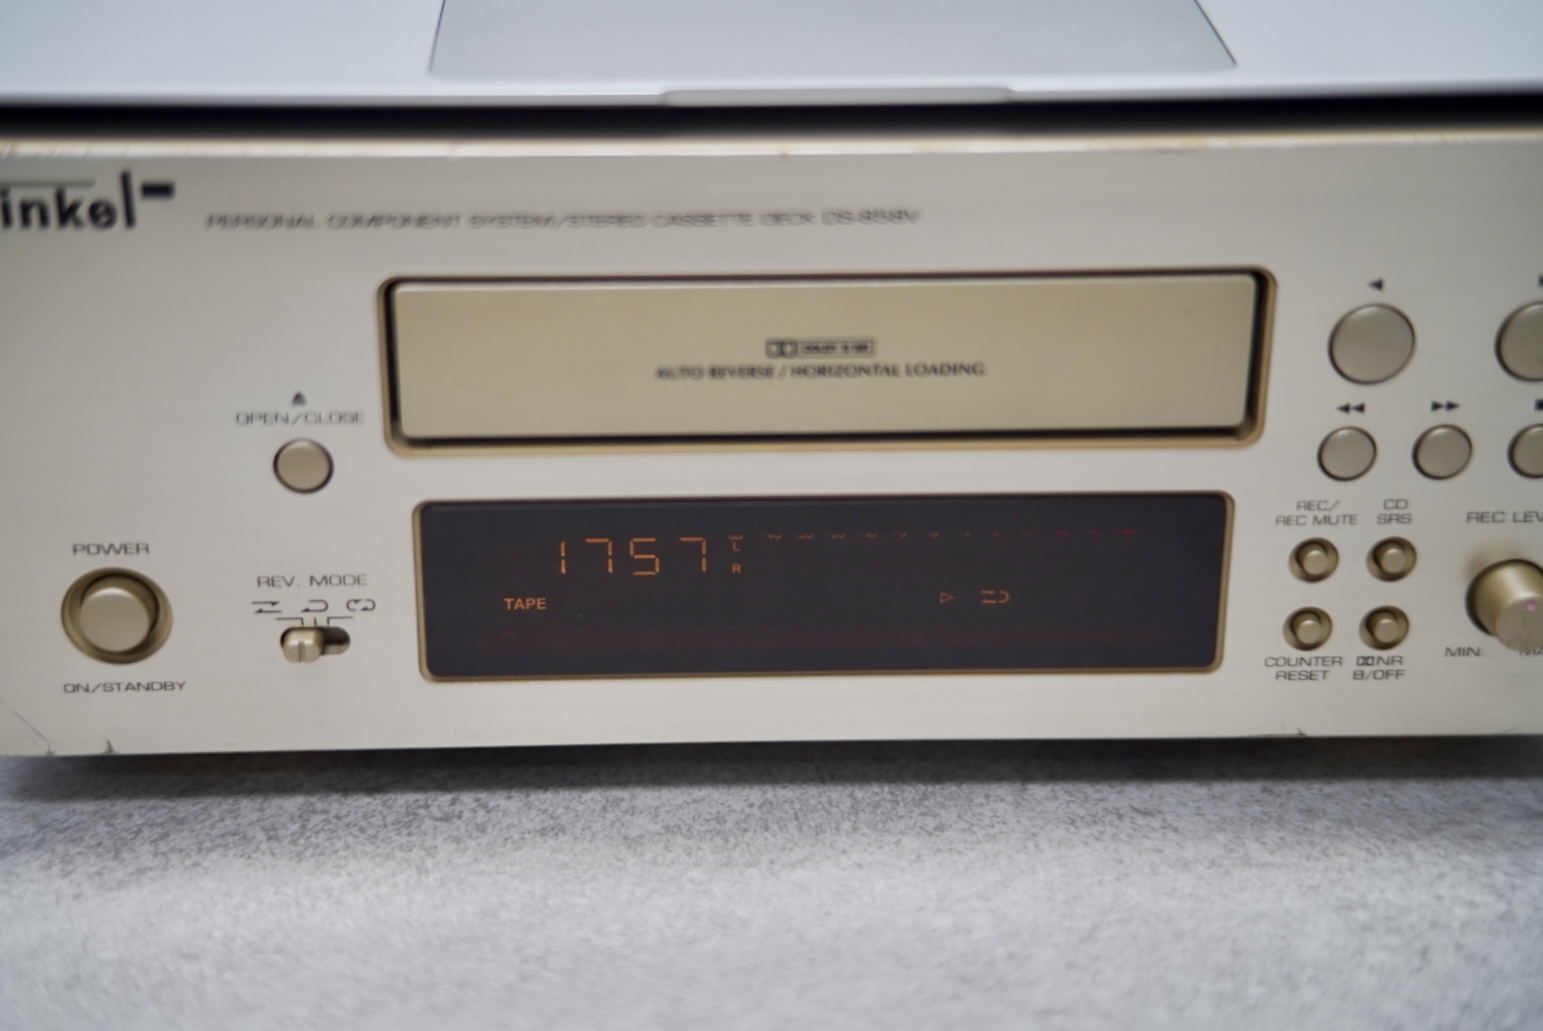 inkel
PERSONAL COMPONENT SYSTEM/STEREO CASSETTE DECK
AUTO REVERSE / HORIZONTAL LOADING
OPEN/CLOSE
POWER
ON/STANDBY
REV. MODE
1757
L
R
TAPE
REC/
REC MUTE
CD
SRS
REC
COUNTER
RESET
NR
B/OFF
MIN